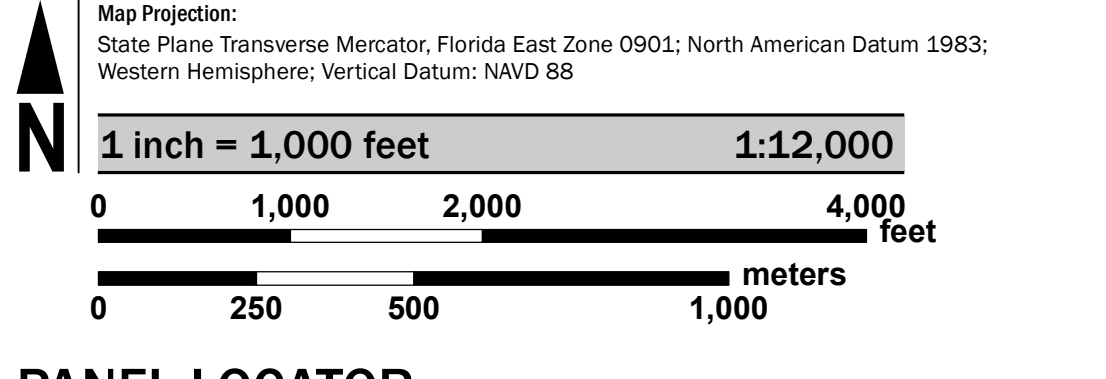 Map Projection:
State Plane Transverse Mercator, Florida East Zone 0901; North American Datum 1983;
Western Hemisphere; Vertical Datum: NAVD 88
N
1 inch = 1,000 feet 1:12,000
0 1,000 2,000 4,000
feet
meters
0 250 500 1,000
PANEL LOCATOR